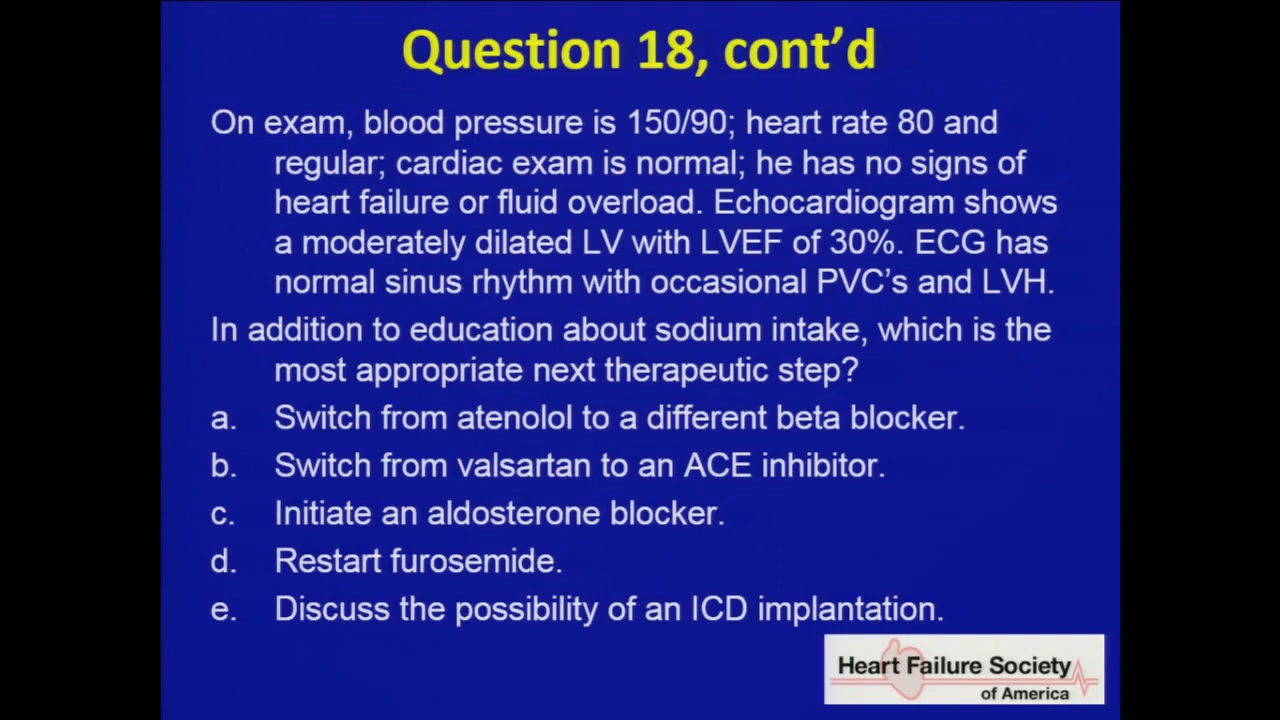 Question 18, cont’d
On exam, blood pressure is 150/90; heart rate 80 and
regular; cardiac exam is normal; he has no signs of
heart failure or fluid overload. Echocardiogram shows
a moderately dilated LV with LVEF of 30%. ECG has
normal sinus rhythm with occasional PVC’s and LVH.
In addition to education about sodium intake, which is the
most appropriate next therapeutic step?
a. Switch from atenolol to a different beta blocker.
b. Switch from valsartan to an ACE inhibitor.
c. Initiate an aldosterone blocker.
d. Restart furosemide.
e. Discuss the possibility of an ICD implantation.
Heart Failure Society
of America